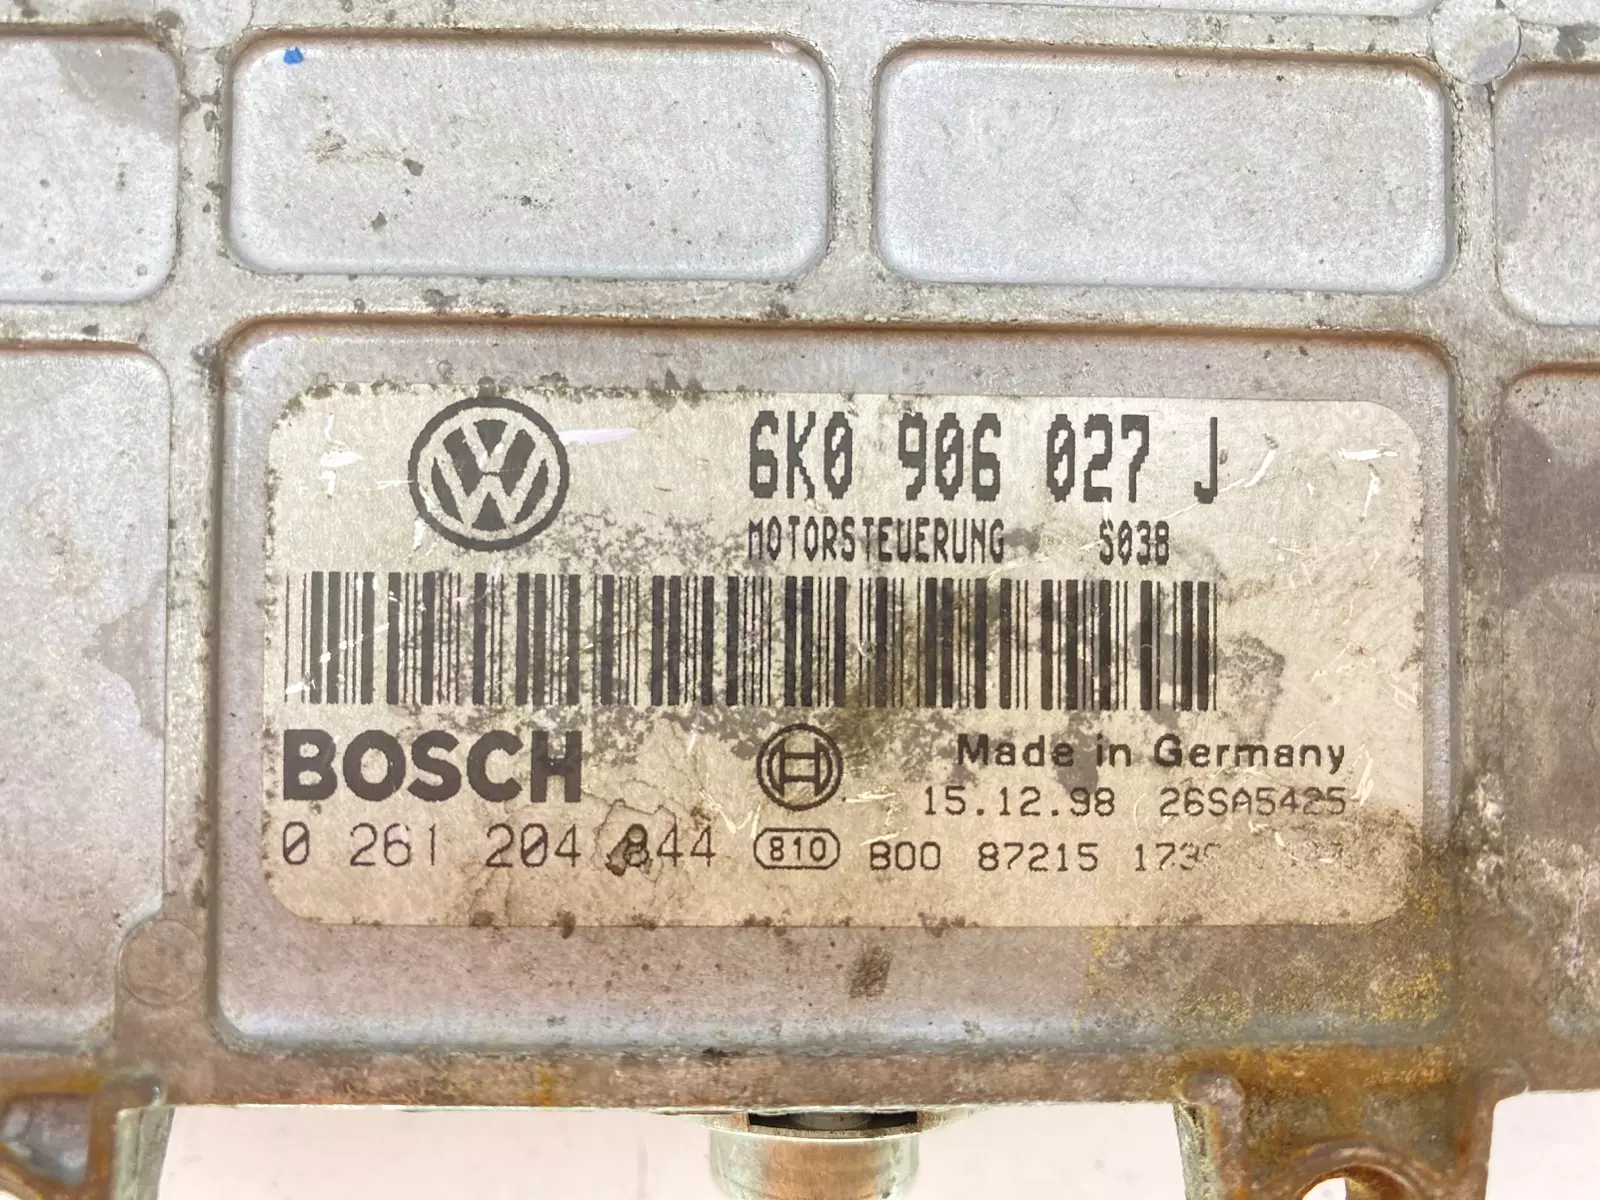 6K0 906 027 J
MOTORSTEUERUNG S038
BOSCH
Made in Germany
15.12.98 26SA5425
0 261 204 844
810
800 87215